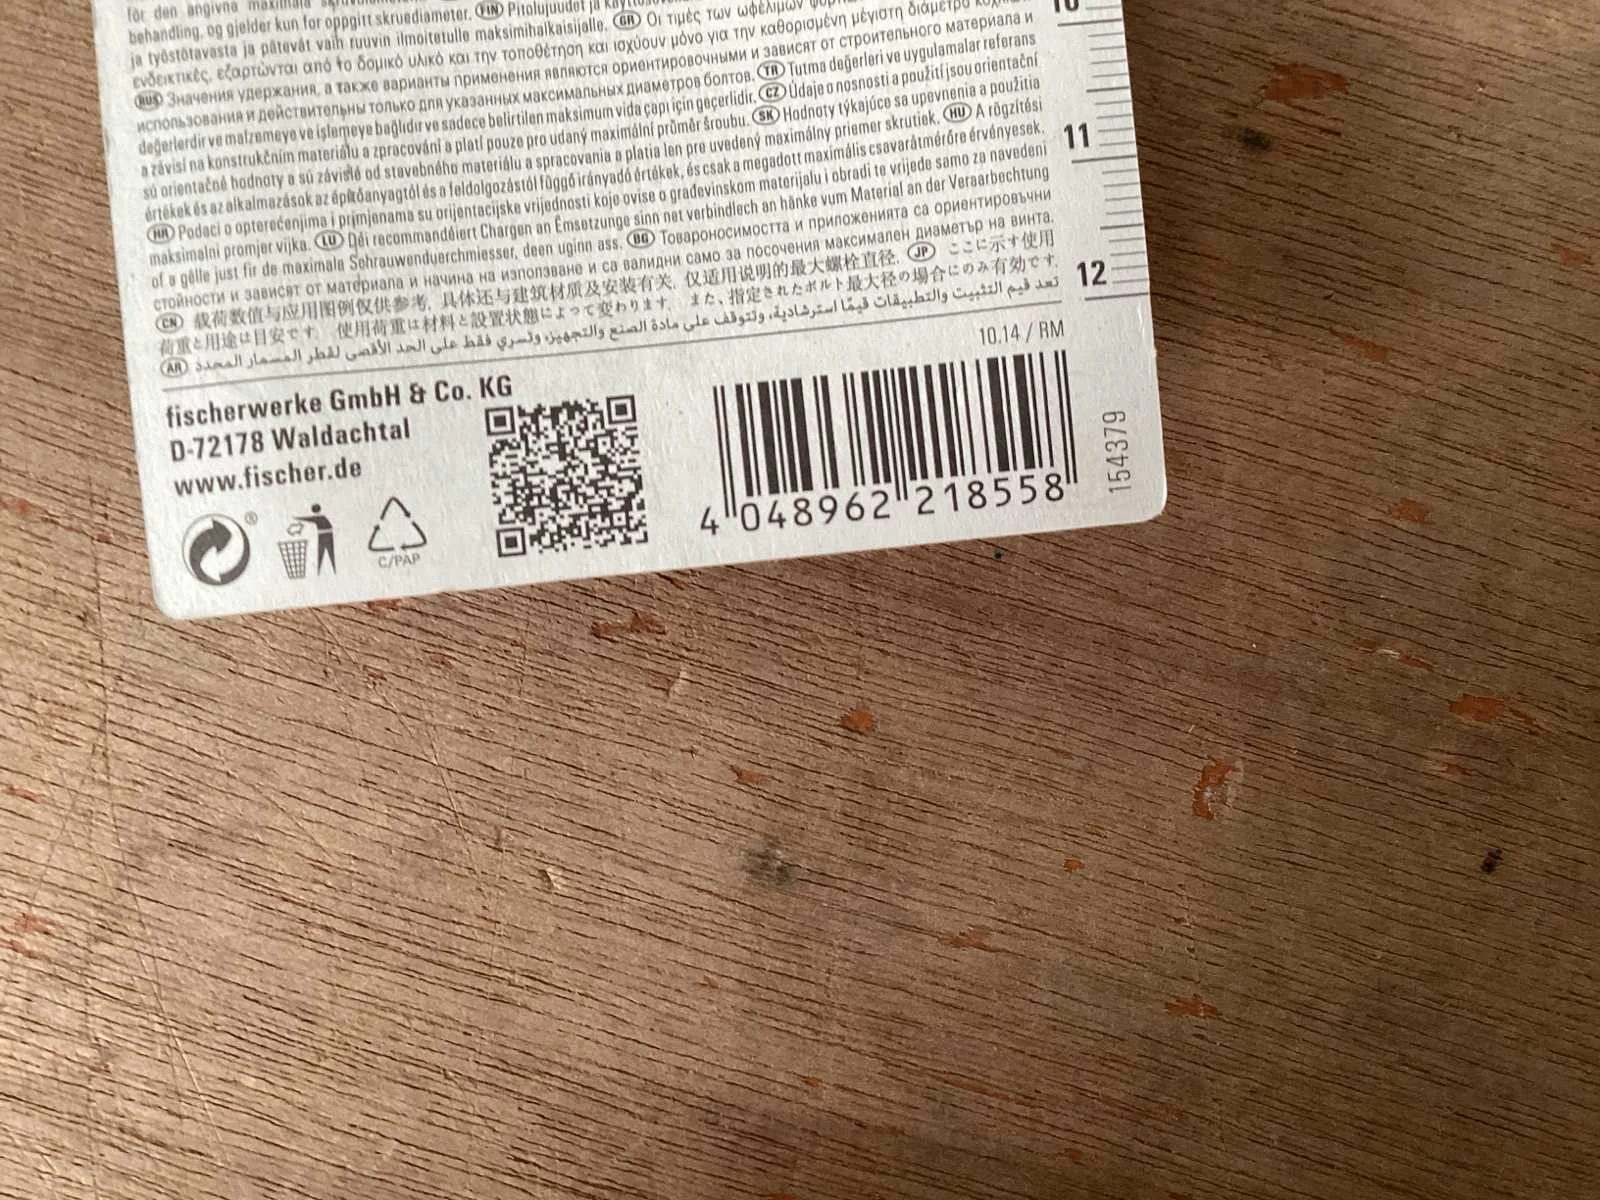 för den angivna maximala
behandling, og gjelder kun for oppgitt skruediameter. FIN Pitolujuudet ja
ja työstötavasta ja pätevät vain ruuvin ilmoitetulle maksimihalkaisijalle. GR Οι τιμές των ωφέλιμων
ενδεικτικές, εξαρτώνται από το δομικό υλικό και την τοποθέτηση και ισχύουν μόνο για την καθορισμένη μέγιστη διάμετρο
RUS Значения удержания, а также варианты применения являются ориентировочными и зависят от строительного материала и
использования и действительны только для указанных максимальных диаметров болтов. TR Tutma değerleri ve uygulamalar referans
değerlerdir ve malzemeye ve işlemeye bağlıdır ve sadece belirtilen maksimum vida çapı için geçerlidir. CZ Údaje o nosnosti a použití jsou orientační
a závisí na konstrukčním materiálu a zpracování a platí pouze pro udaný maximální průměr šroubu. SK Hodnoty týkajúce sa upevnenia a použitia
sú orientačné hodnoty a sú závislé od stavebného materiálu a spracovania a platia len pre uvedený maximálny priemer skrutiek. HU A rögzítési
értékek és az alkalmazások az építőanyagtól és a feldolgozástól függő irányadó értékek, és csak a megadott maximális csavarátmérőre érvényesek.
HR Podaci o opterećenjima i primjenama su orijentacijske vrijednosti koje ovise o građevinskom materijalu i obradi te vrijede samo za navedeni
maksimalni promjer vijka. LU Déi recommandéiert Chargen an Ëmsetzunge sinn net verbindlech an hänke vum Material an der Veraarbechtung
of a gëlle just fir de maximale Schrauwenduerchmiesser, deen uginn ass. BG Товароносимостта и приложенията са ориентировъчни
стойности и зависят от материала и начина на използване и са валидни само за посочения максимален диаметър на винта.
CN 载荷数值与应用图例仅供参考, 具体还与建筑材质及安装有关, 仅适用说明的最大螺栓直径. JP ここに示す使用
荷重と用途は目安です. 使用荷重は材料と設置状態によって変わります. また、指定されたボルト最大径の場合にのみ有効です.
AR تعد قيم التثبيت والتطبيقات قيمًا استرشادية، وتتوقف على مادة الصنع والتجهيز، وتسري فقط على الحد الأقصى لقطر المسمار المحدد
10
11
12
10.14 / RM
fischerwerke GmbH & Co. KG
D-72178 Waldachtal
www.fischer.de
®
C/PAP
4 048962 218558
154379